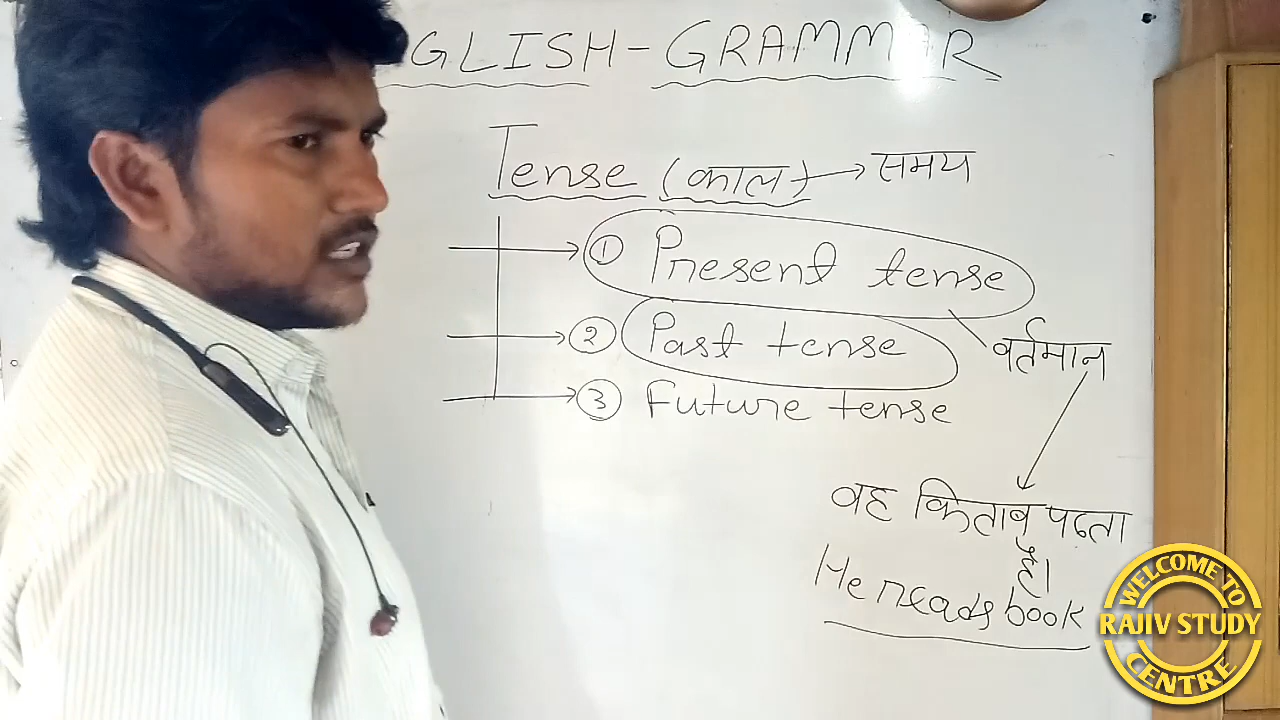 GLISH-GRAMMAR
Tense (काल) → समय
① Present tense
② Past tense
वर्तमान
③ Future tense
वह किताब पढता
है।
He reads book
WELCOME TO
RAJIV STUDY
CENTRE